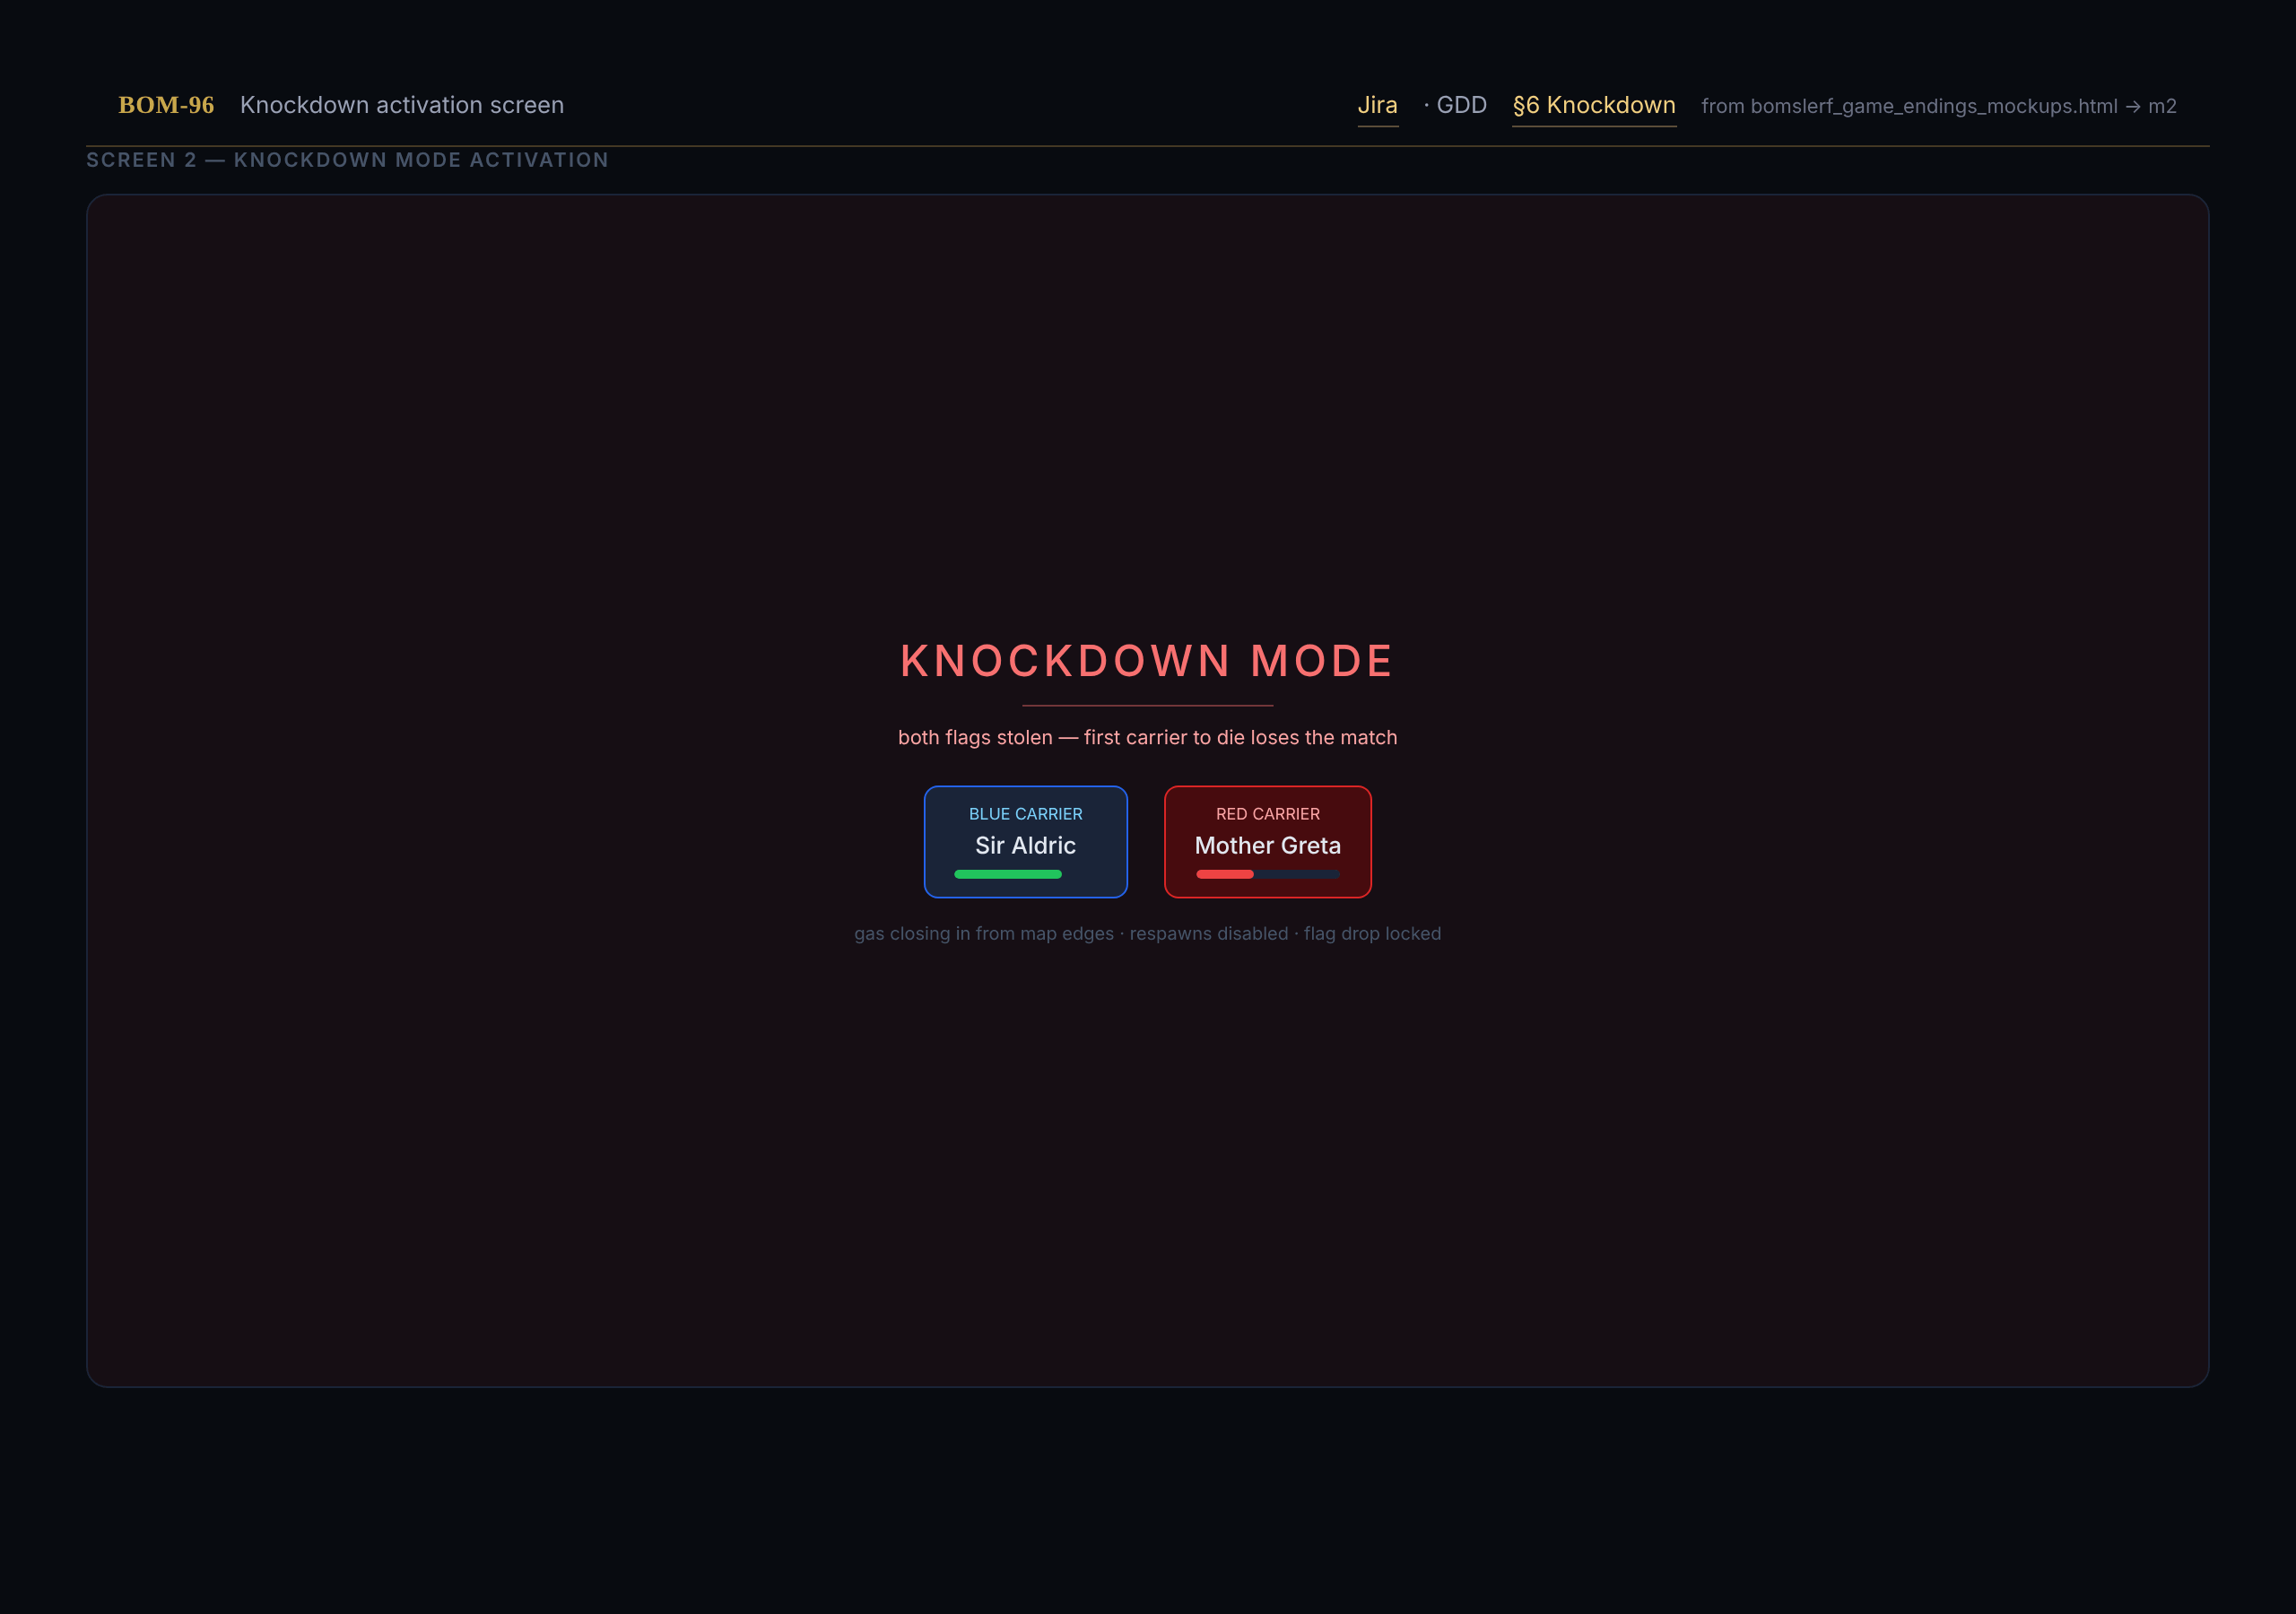 BOM-96 Knockdown activation screen Jira · GDD §6 Knockdown from bomslerf_game_endings_mockups.html → m2
SCREEN 2 — KNOCKDOWN MODE ACTIVATION
KNOCKDOWN MODE
both flags stolen — first carrier to die loses the match
BLUE CARRIER
Sir Aldric
RED CARRIER
Mother Greta
gas closing in from map edges · respawns disabled · flag drop locked